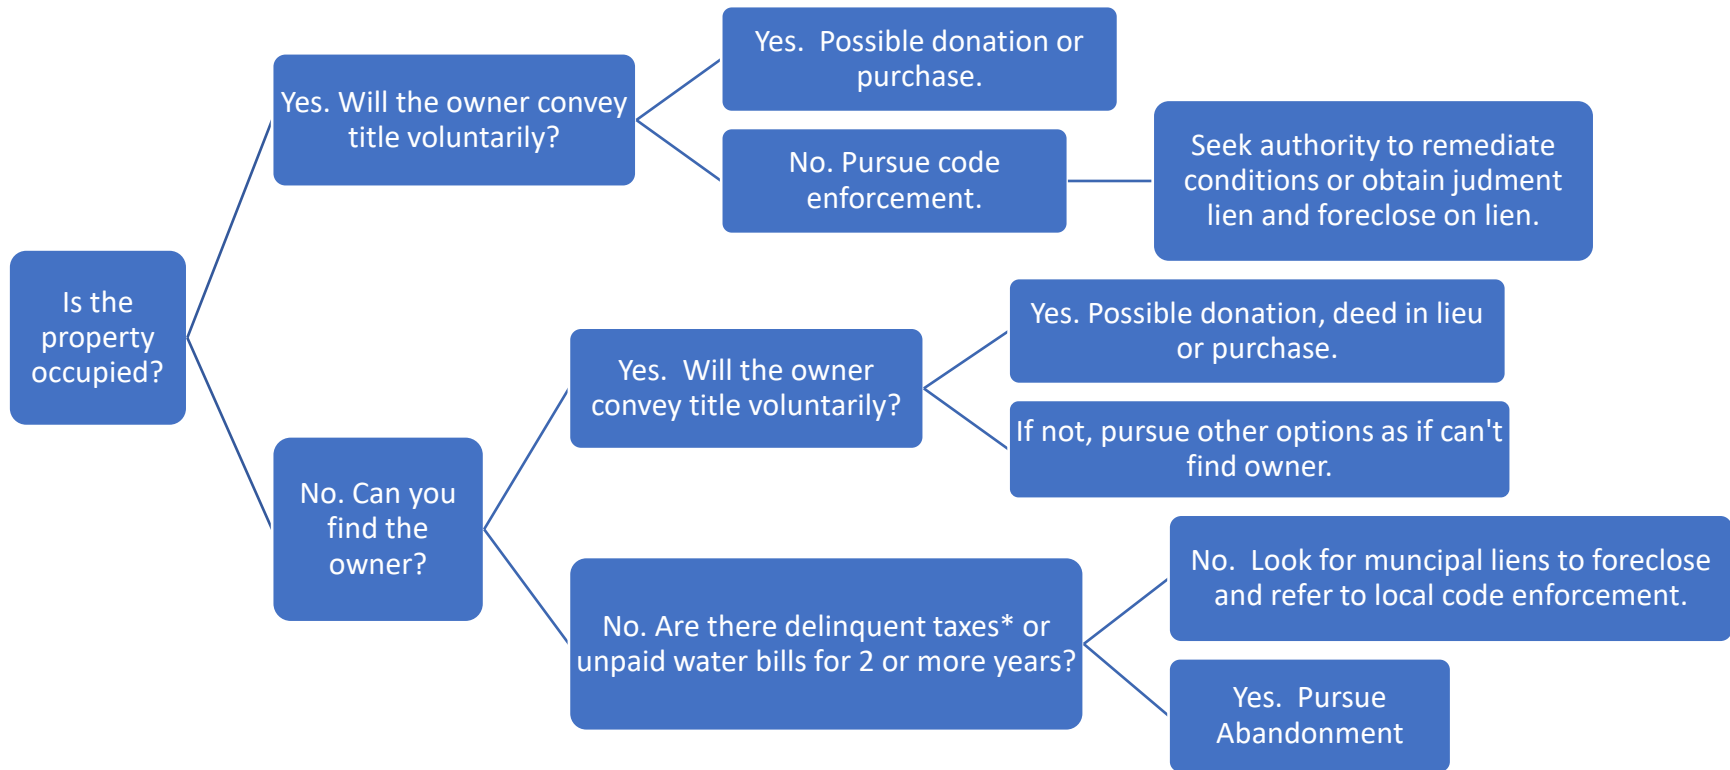 Is the
property
occupied?
Yes. Will the owner convey
title voluntarily?
Yes.  Possible donation or
purchase.
No. Pursue code
enforcement.
Seek authority to remediate
conditions or obtain judment
lien and foreclose on lien.
No. Can you
find the
owner?
Yes.  Will the owner
convey title voluntarily?
Yes. Possible donation, deed in lieu
or purchase.
If not, pursue other options as if can't
find owner.
No. Are there delinquent taxes* or
unpaid water bills for 2 or more years?
No.  Look for muncipal liens to foreclose
and refer to local code enforcement.
Yes.  Pursue
Abandonment